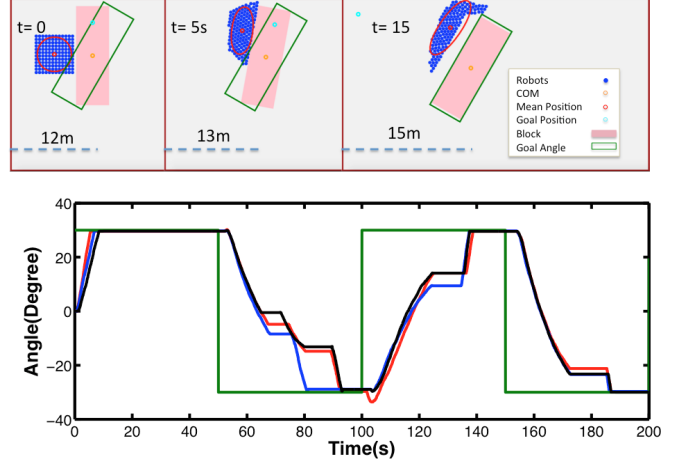 t= 0
t= 5s
t= 15
12m
13m
15m
Robots
COM
Mean Position
Goal Position
Block
Goal Angle
40
20
0
−20
−40
Angle(Degree)
0 20 40 60 80 100 120 140 160 180 200
Time(s)